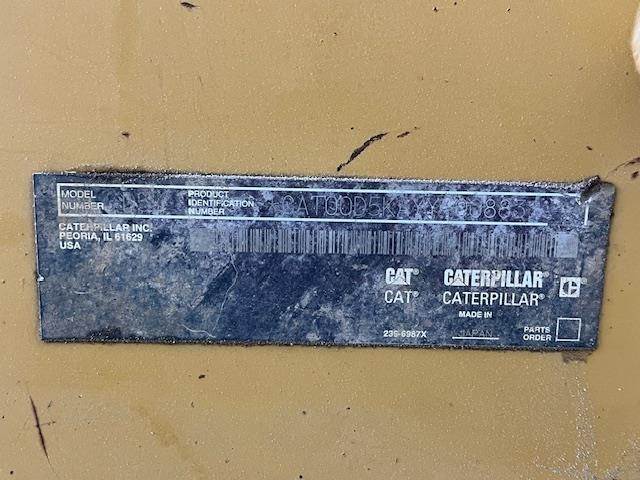 MODEL NUMBER
PRODUCT IDENTIFICATION NUMBER
CATERPILLAR INC.
PEORIA, IL 61629
USA
CAT® CATERPILLAR®
CAT® CATERPILLAR®
MADE IN
235-6987X JAPAN
PARTS ORDER